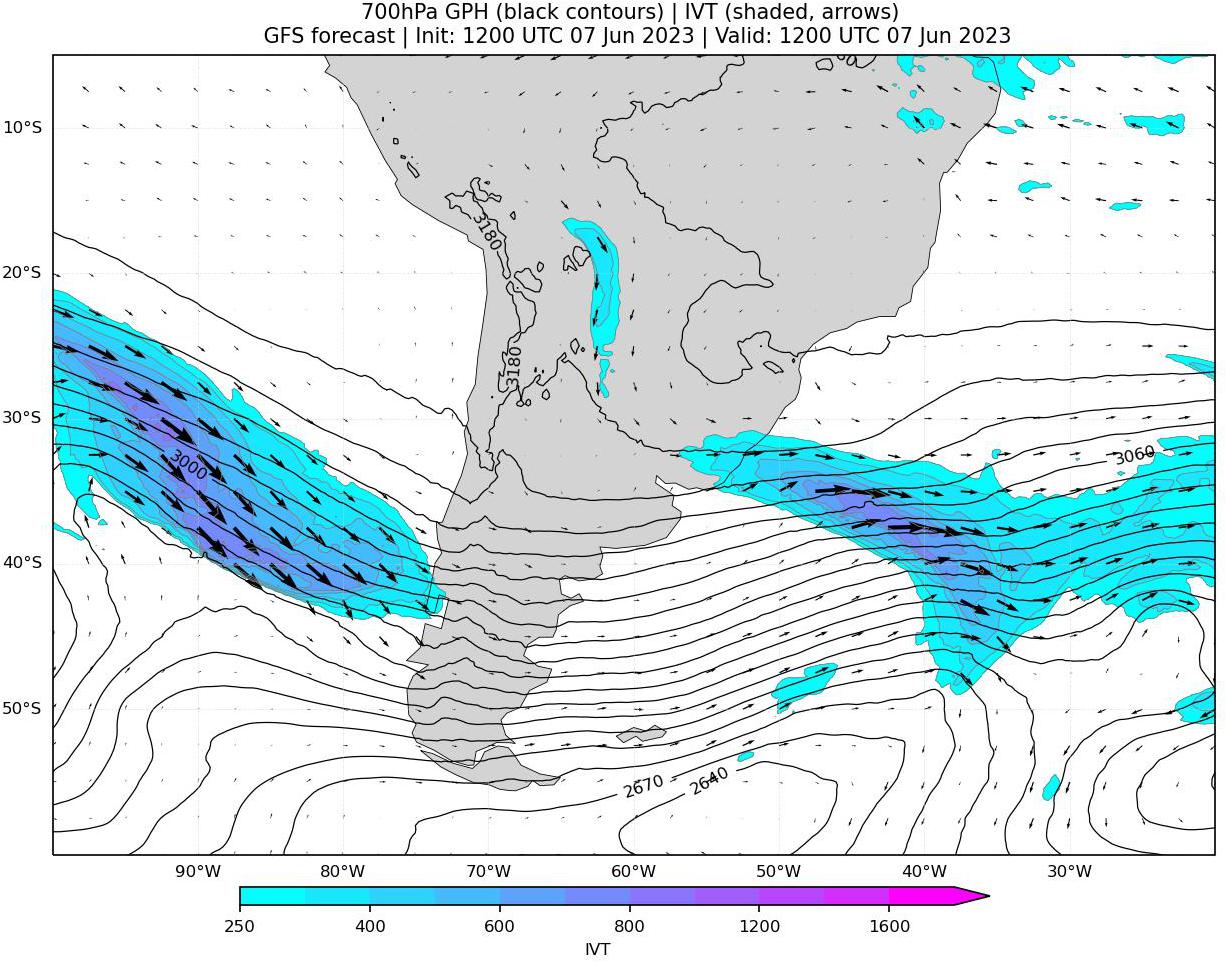 700hPa GPH (black contours) | IVT (shaded, arrows)
GFS forecast | Init: 1200 UTC 07 Jun 2023 | Valid: 1200 UTC 07 Jun 2023
10°S
3180
20°S
3180
30°S
3000
3060
40°S
50°S
2670
2640
90°W 80°W 70°W 60°W 50°W 40°W 30°W
250 400 600 800 1200 1600
IVT